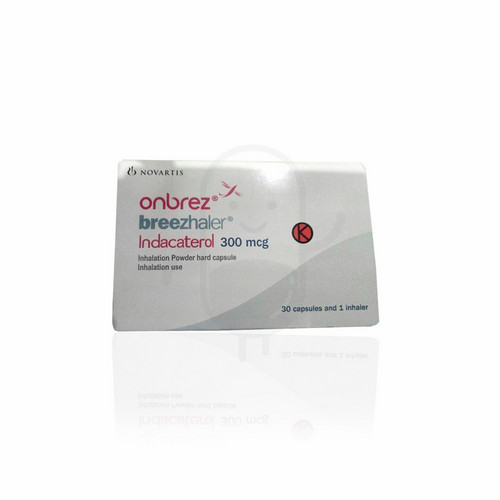 NOVARTIS
onbrez®
breezhaler®
Indacaterol 300 mcg
Inhalation Powder hard capsule
Inhalation use
K
30 capsules and 1 inhaler